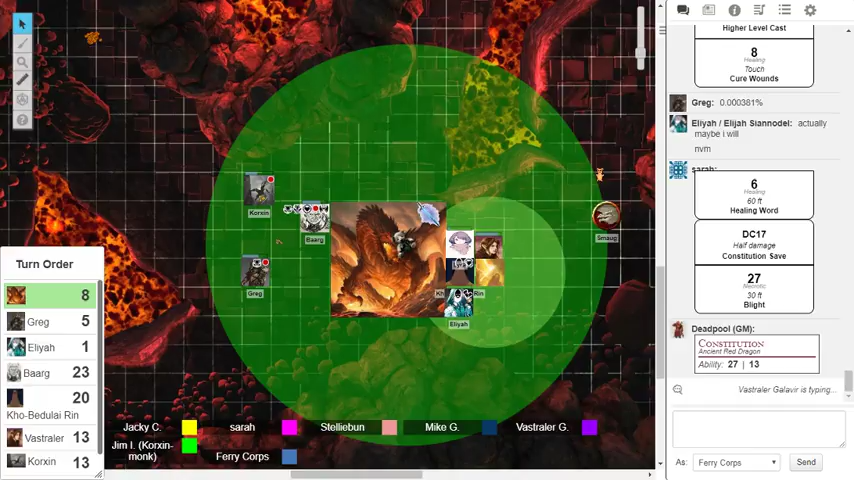 Higher Level Cast
8
Healing
Touch
Cure Wounds
Greg: 0.000381%
Eliyah / Elijah Siannodel: actually
maybe i will
nvm
sarah:
6
Healing
60 ft
Healing Word
DC17
Half damage
Constitution Save
27
Necrotic
30 ft
Blight
Deadpool (GM):
CONSTITUTION
Ancient Red Dragon
Ability: 27 | 13
Vastraler Galavir is typing...
As: Ferry Corps Send
Korxin
Baarg
Greg
Smaug
Kh Rin
Eliyah
Turn Order
8
Greg 5
Eliyah 1
Baarg 23
20
Kho-Bedulai Rin
Vastraler 13
Korxin 13
Jacky C. sarah Stelliebun Mike G. Vastraler G.
Jim I. (Korxin-
monk) Ferry Corps